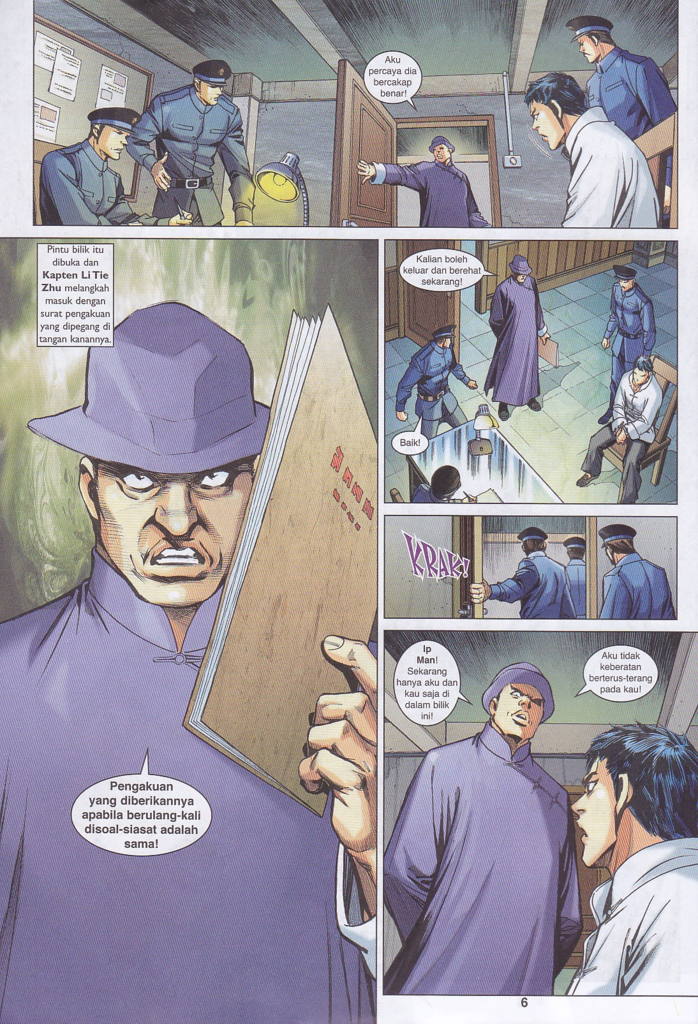 Aku
percaya dia
bercakap
benar!
Pintu bilik itu
dibuka dan
Kapten Li Tie
Zhu melangkah
masuk dengan
surat pengakuan
yang dipegang di
tangan kanannya.
Pengakuan
yang diberikannya
apabila berulang-kali
disoal-siasat adalah
sama!
Kalian boleh
keluar dan berehat
sekarang!
Baik!
KRAK!
Ip
Man!
Sekarang
hanya aku dan
kau saja di
dalam bilik
ini!
Aku tidak
keberatan
berterus-terang
pada kau!
6